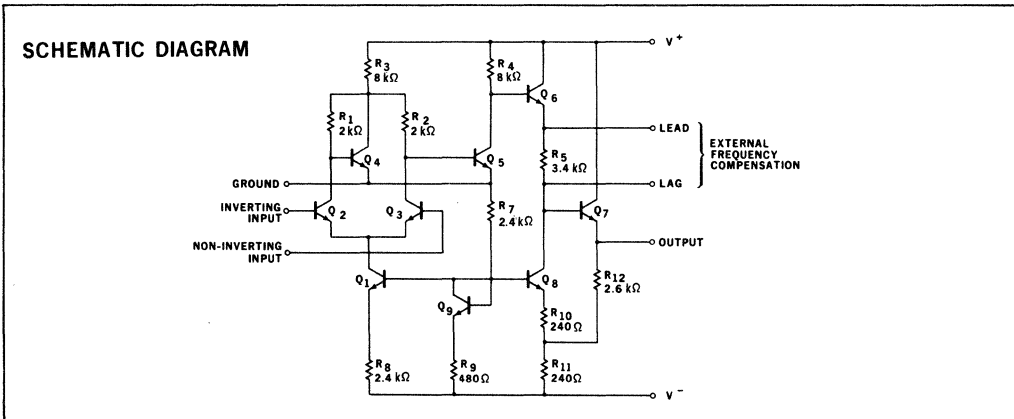 SCHEMATIC DIAGRAM
V+
R3
8 kΩ
R4
8 kΩ
Q6
R1
2 kΩ
R2
2 kΩ
LEAD
Q4
Q5
R5
3.4 kΩ
EXTERNAL
FREQUENCY
COMPENSATION
GROUND
LAG
INVERTING
INPUT
Q2
Q3
R7
2.4 kΩ
Q7
NON-INVERTING
INPUT
OUTPUT
Q1
Q8
R12
2.6 kΩ
Q9
R10
240 Ω
R8
2.4 kΩ
R9
480 Ω
R11
240 Ω
V-